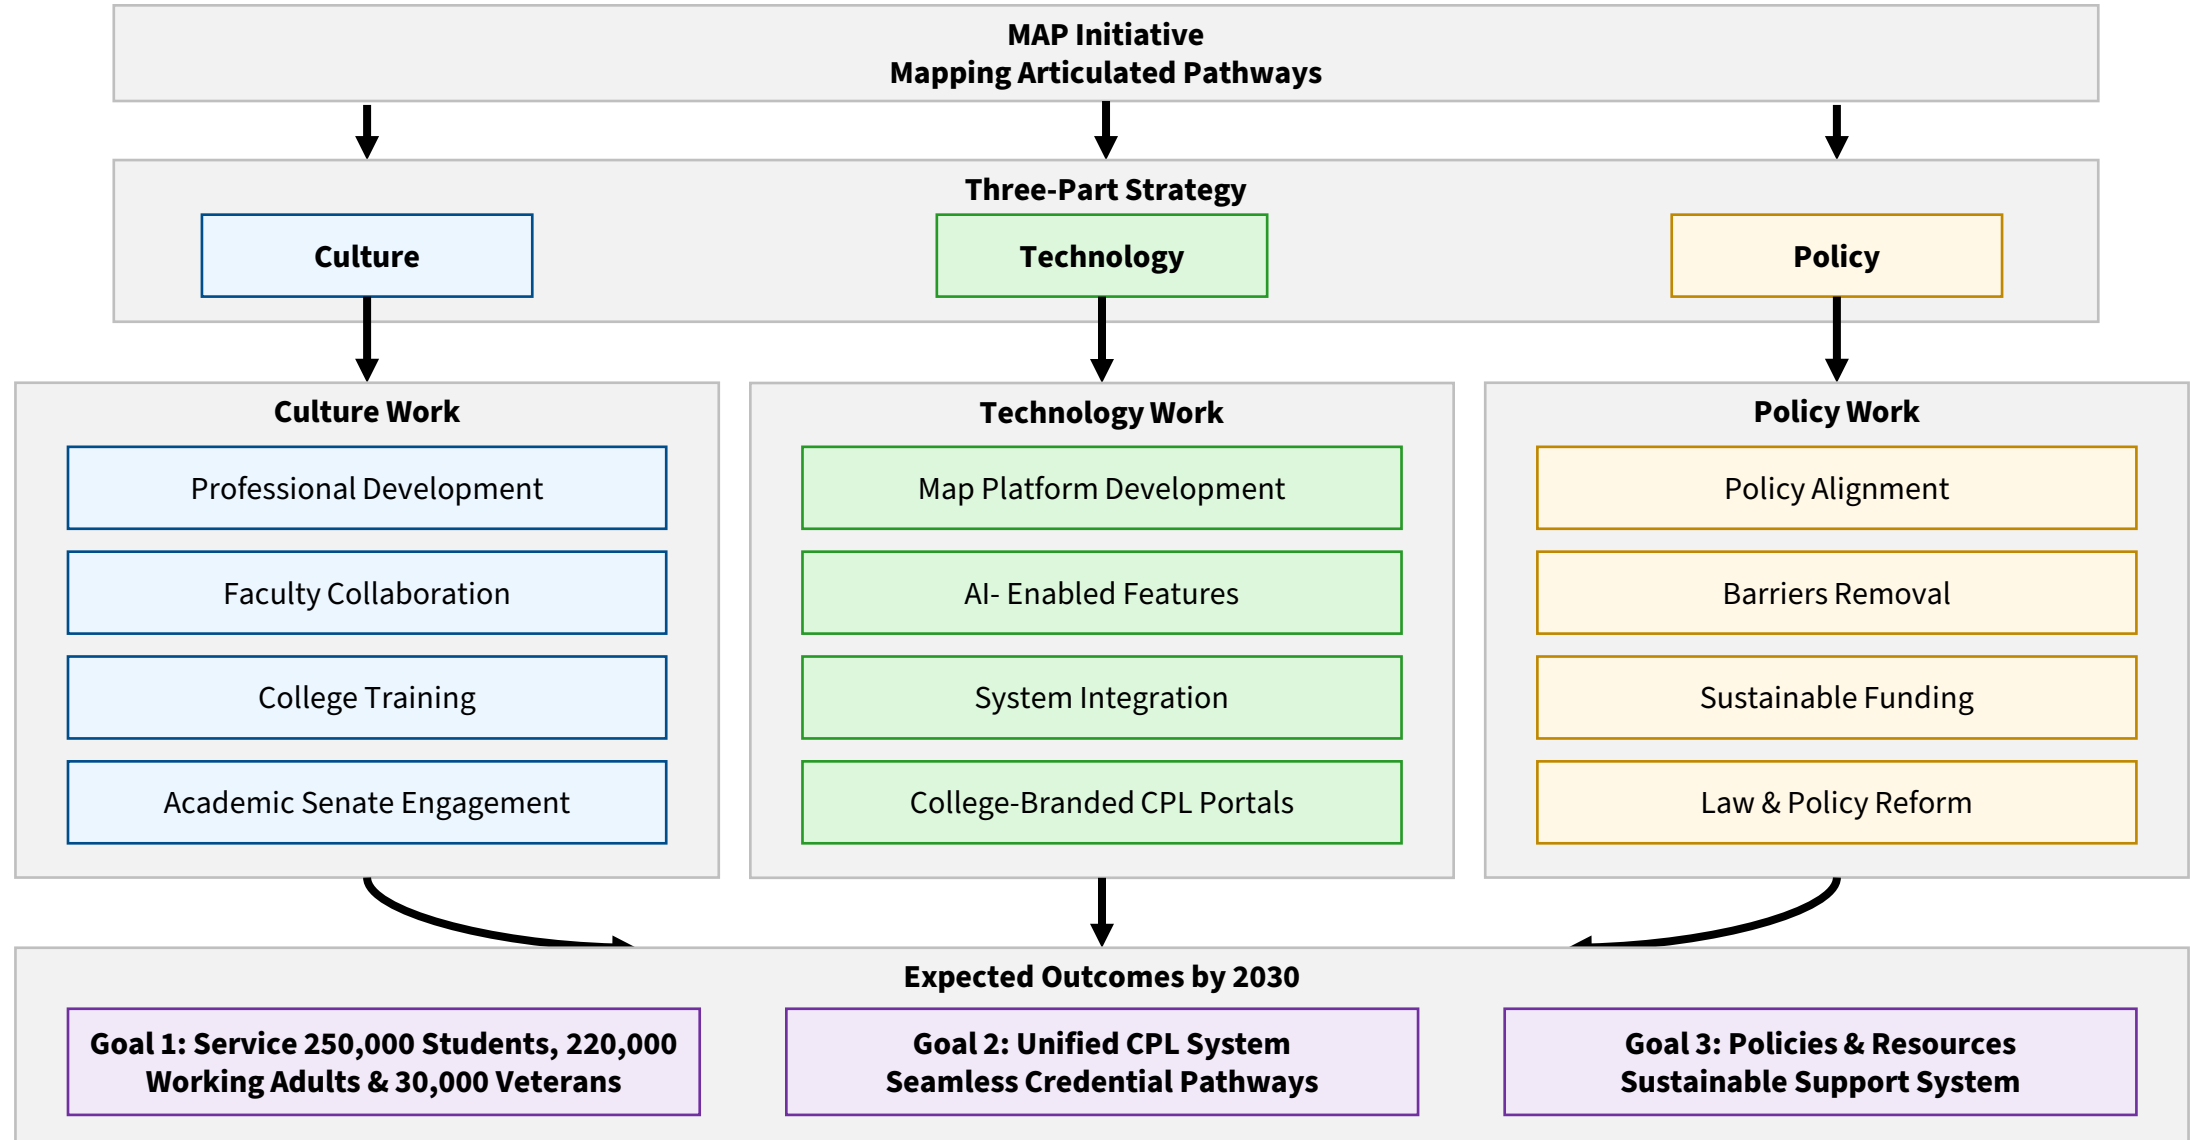 MAP Initiative
Mapping Articulated Pathways
Three-Part Strategy
Culture
Technology
Policy
Culture Work
Professional Development
Faculty Collaboration
College Training
Academic Senate Engagement
Technology Work
Map Platform Development
AI- Enabled Features
System Integration
College-Branded CPL Portals
Policy Work
Policy Alignment
Barriers Removal
Sustainable Funding
Law & Policy Reform
Expected Outcomes by 2030
Goal 1: Service 250,000 Students, 220,000
Working Adults & 30,000 Veterans
Goal 2: Unified CPL System
Seamless Credential Pathways
Goal 3: Policies & Resources
Sustainable Support System